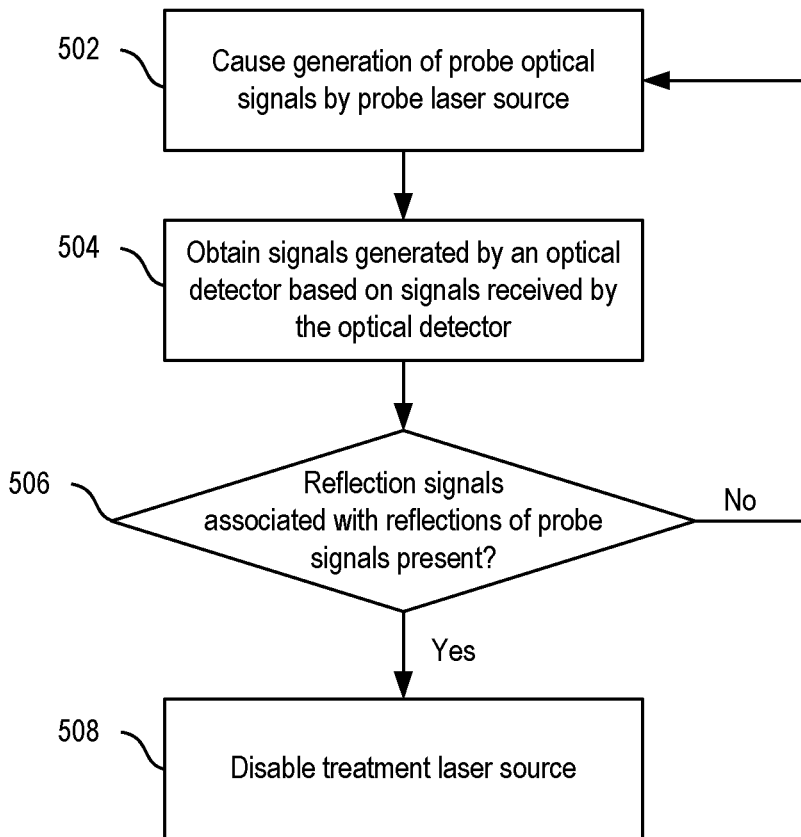 502
Cause generation of probe optical
signals by probe laser source
504
Obtain signals generated by an optical
detector based on signals received by
the optical detector
506
Reflection signals
associated with reflections of probe
signals present?
No
Yes
508
Disable treatment laser source